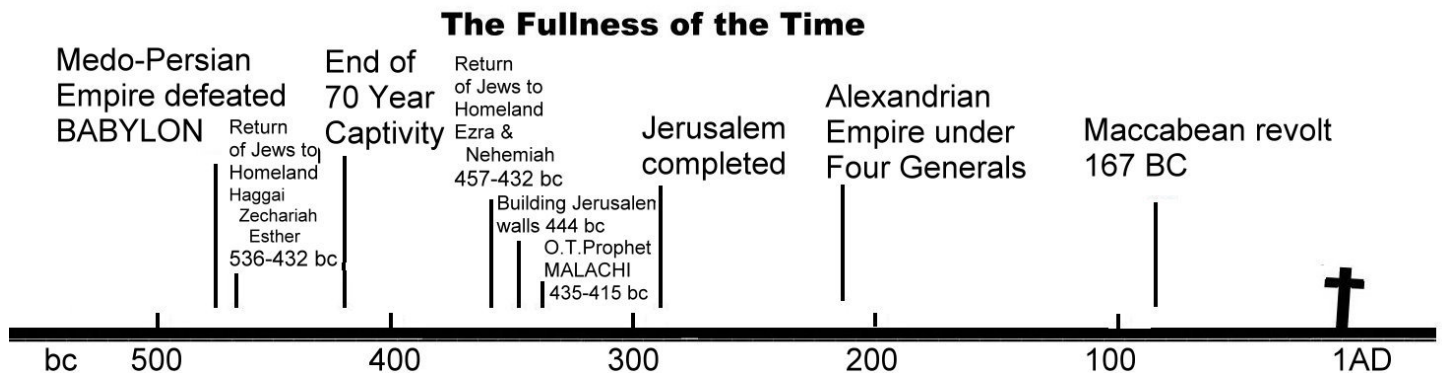 The Fullness of the Time
Medo-Persian
Empire defeated
BABYLON
Return
of Jews to
Homeland
Haggai
Zechariah
Esther
536-432 bc
End of
70 Year
Captivity
Return
of Jews to
Homeland
Ezra &
Nehemiah
457-432 bc
Building Jerusalen
walls 444 bc
O.T.Prophet
MALACHI
435-415 bc
Jerusalem
completed
Alexandrian
Empire under
Four Generals
Maccabean revolt
167 BC
bc 500 400 300 200 100 1AD